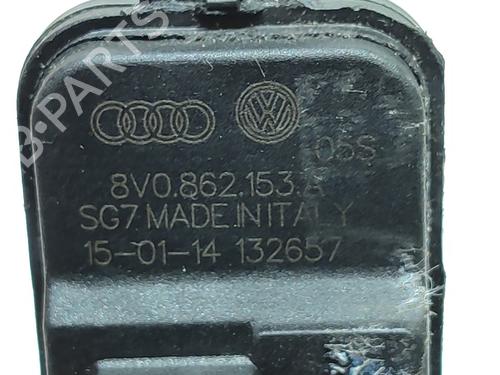 B-PARTS
05S
8V0.862.153.A
SG7 MADE IN ITALY
15-01-14 132657